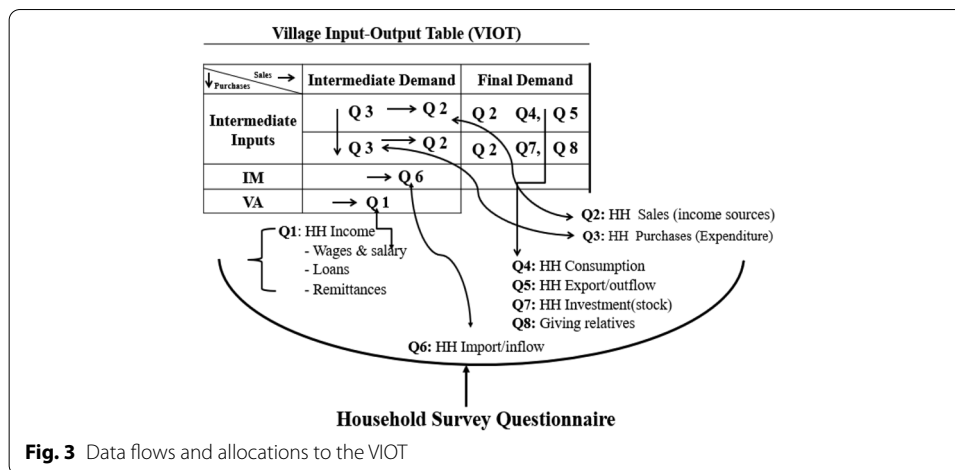 Village Input-Output Table (VIOT)
Sales → Intermediate Demand Final Demand
↓ Purchases
Intermediate Inputs Q 3 → Q 2 Q 2 Q4, Q 5
Q 3 → Q 2 Q 2 Q7, Q 8
IM → Q 6
VA → Q 1
Q2: HH Sales (income sources)
Q3: HH Purchases (Expenditure)
Q1: HH Income
- Wages & salary
- Loans
- Remittances
Q4: HH Consumption
Q5: HH Export/outflow
Q7: HH Investment(stock)
Q8: Giving relatives
Q6: HH Import/inflow
Household Survey Questionnaire
Fig. 3 Data flows and allocations to the VIOT